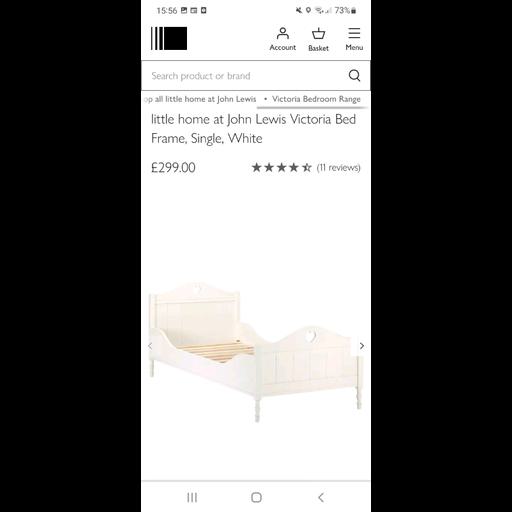 15:56 73%
Account
Basket
Menu
Search product or brand
op all little home at John Lewis • Victoria Bedroom Range
little home at John Lewis Victoria Bed
Frame, Single, White
£299.00 (11 reviews)